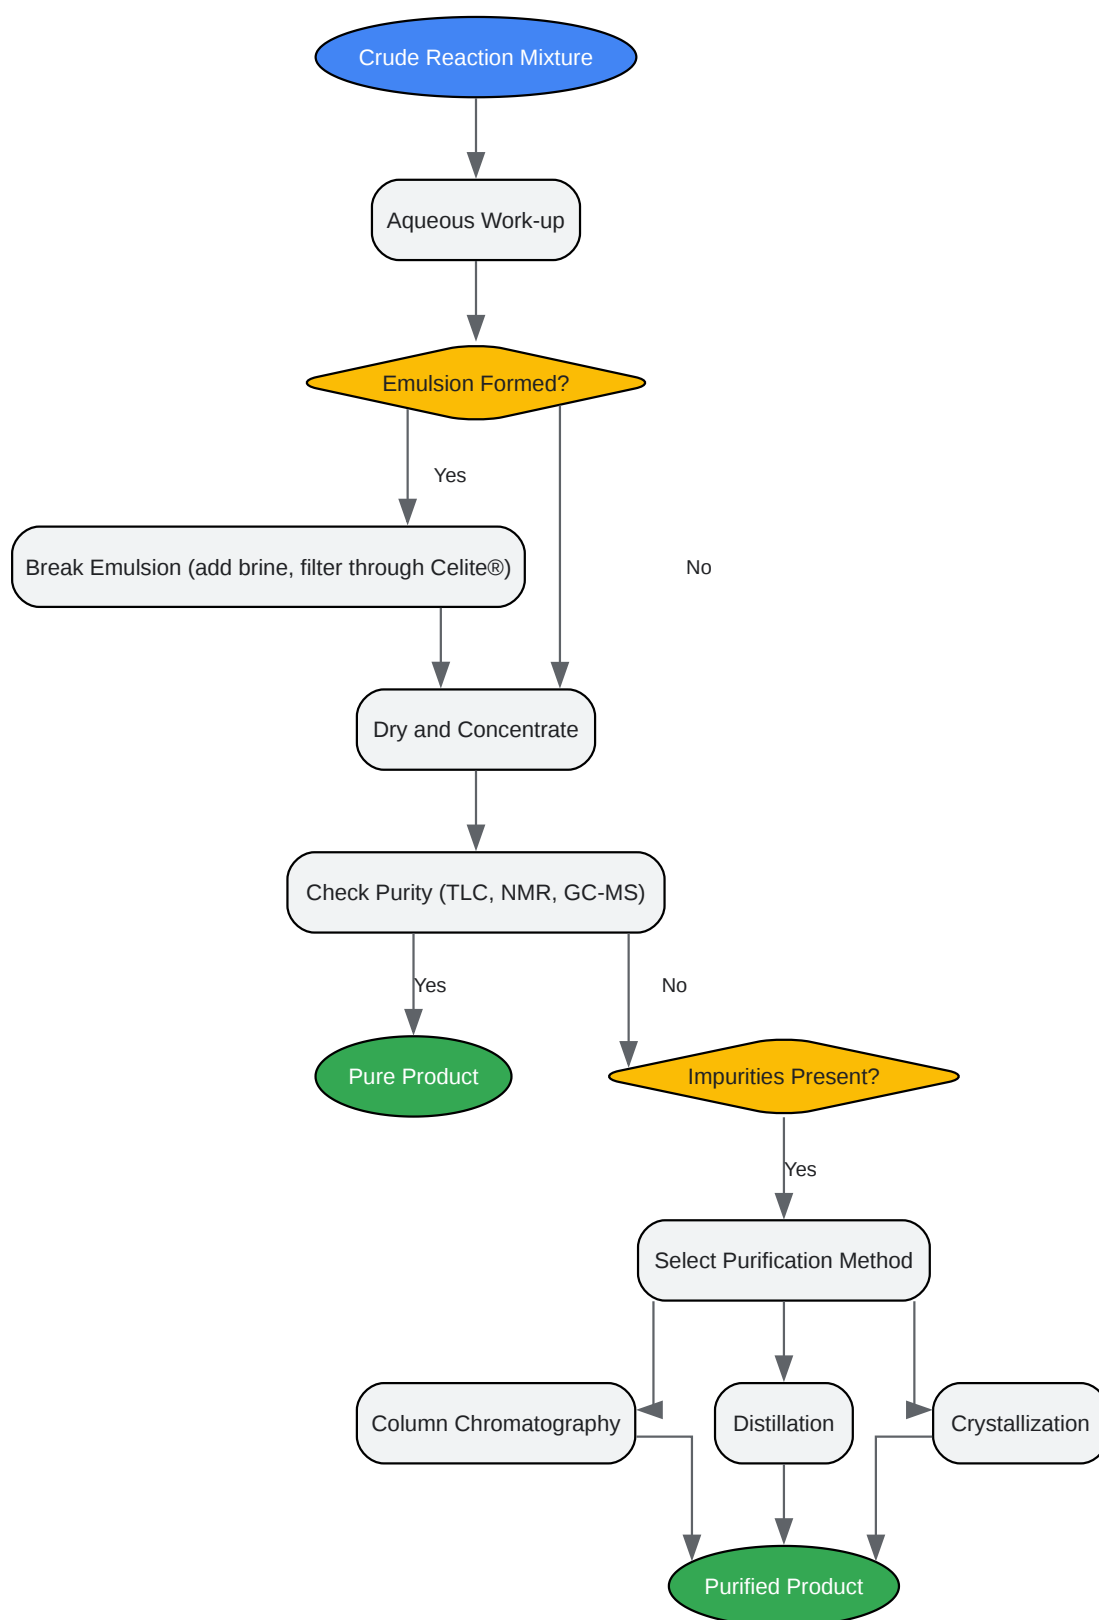 Crude Reaction Mixture
Aqueous Work-up
Emulsion Formed?
Yes
Break Emulsion (add brine, filter through Celite®)
No
Dry and Concentrate
Check Purity (TLC, NMR, GC-MS)
Yes
No
Pure Product
Impurities Present?
Yes
Select Purification Method
Column Chromatography
Distillation
Crystallization
Purified Product